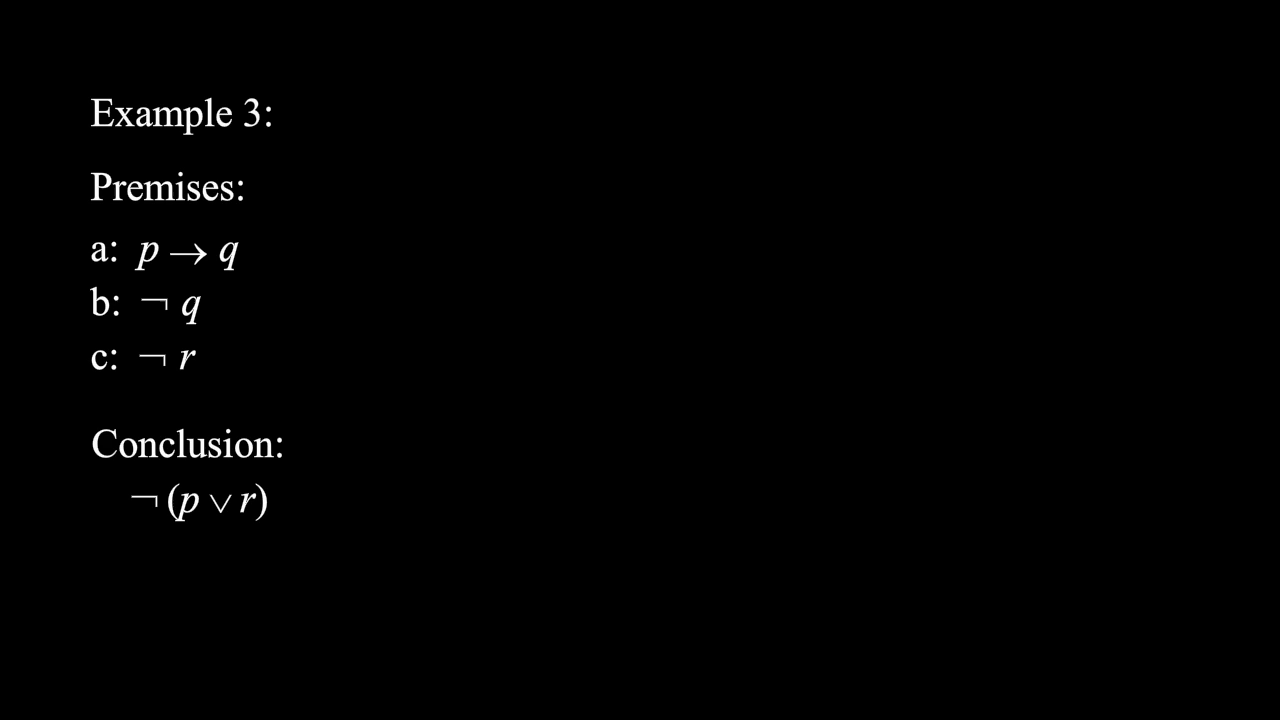 Example 3:
Premises:
a: p → q
b: ¬ q
c: ¬ r
Conclusion:
¬ (p ∨ r)